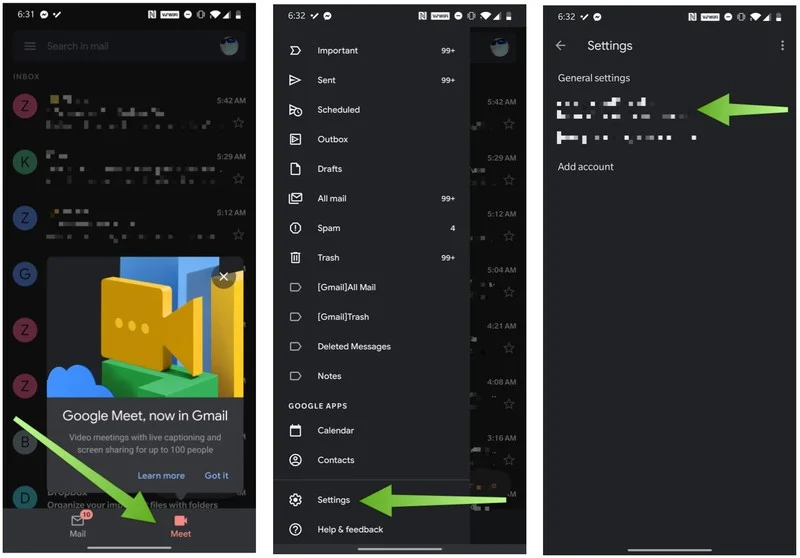 6:31
VoWiFi
Search in mail
INBOX
Z
5:42 AM
K
5:29 AM
Z
5:12 AM
G
Z
Z
B
D
Google Meet, now in Gmail
Video meetings with live captioning and
screen sharing for up to 100 people
Learn more
Got it
Dropbox
Organize your files with folders
10
Mail
Meet
6:32
VoWiFi
Important 99+
Sent 99+
Scheduled
Outbox
Drafts
All mail 99+
Spam 4
Trash 99+
[Gmail]All Mail
[Gmail]Trash
Deleted Messages
Notes
GOOGLE APPS
Calendar
Contacts
Settings
Help & feedback
5:42 AM
5:29 AM
5:12 AM
5:04 AM
4:21 AM
4:08 AM
3:16 AM
6:32
VoWiFi
Settings
General settings
Add account